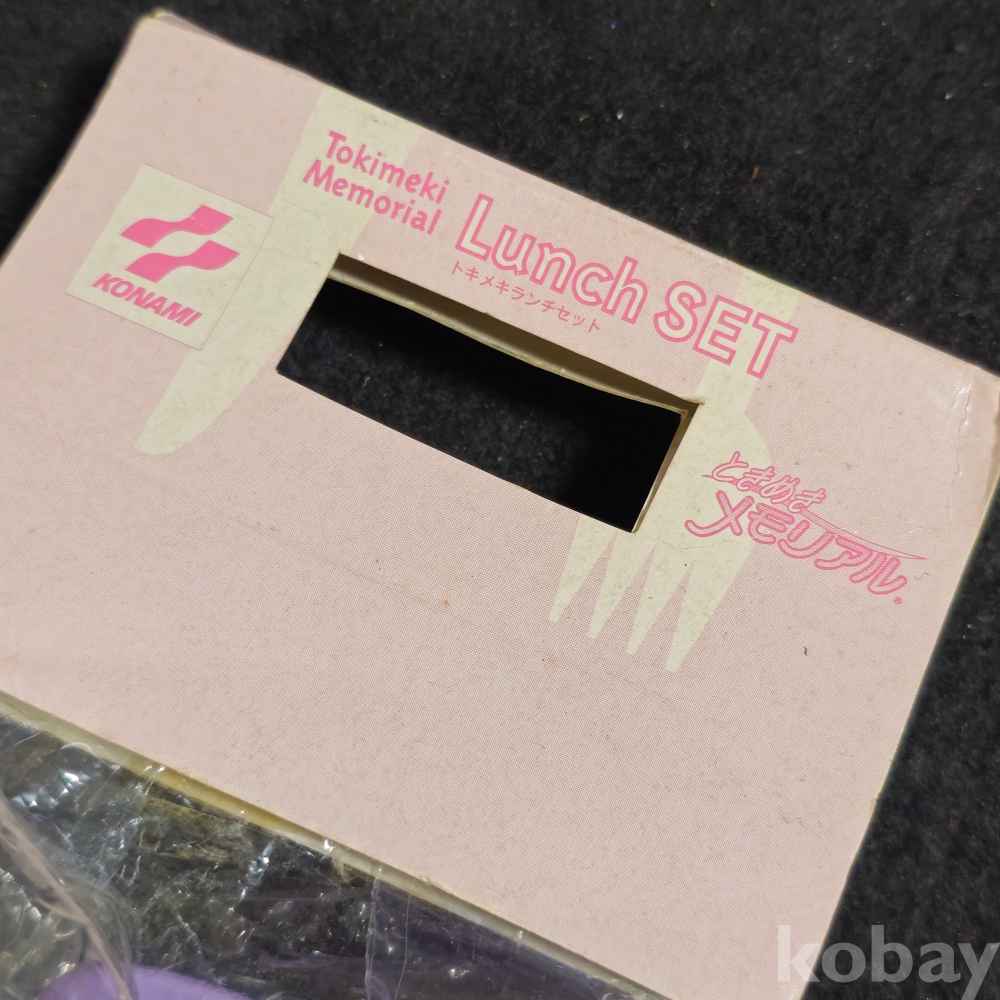 Tokimeki
Memorial
Lunch SET
トキメキランチセット
KONAMI
ときめき
メモリアル®
kobay